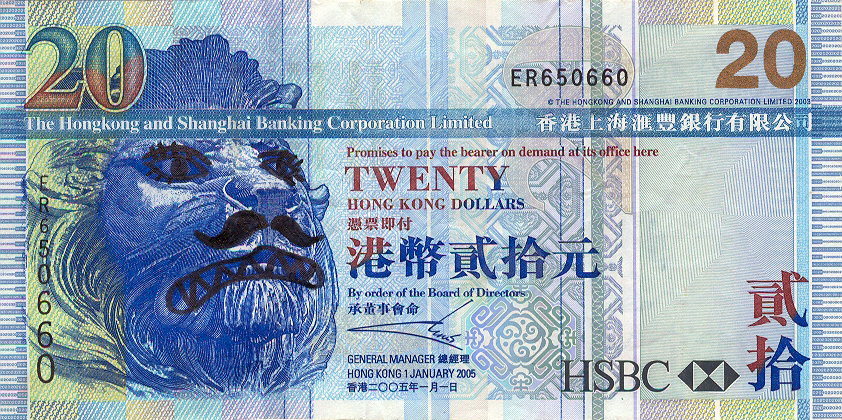 20
20
ER650660
© THE HONGKONG AND SHANGHAI BANKING CORPORATION LIMITED 2003
The Hongkong and Shanghai Banking Corporation Limited
香港上海滙豐銀行有限公司
Promises to pay the bearer on demand at its office here
TWENTY
HONG KONG DOLLARS
憑票即付
港幣貳拾元
By order of the Board of Directors
承董事會命
GENERAL MANAGER 總經理
HONG KONG 1 JANUARY 2005
香港二〇〇五年一月一日
ER650660
HSBC
貳拾